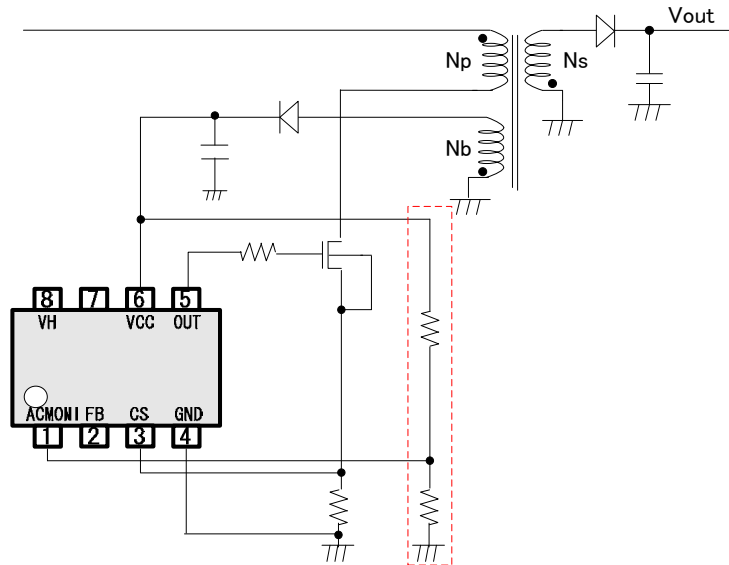 Vout
Np
Ns
Nb
8 7 6 5
VH VCC OUT
ACMONI FB CS GND
1 2 3 4